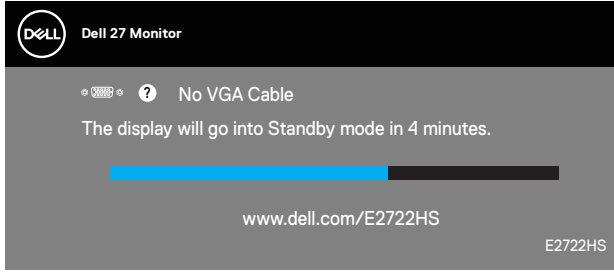 DELL
Dell 27 Monitor
? No VGA Cable
The display will go into Standby mode in 4 minutes.
www.dell.com/E2722HS
E2722HS